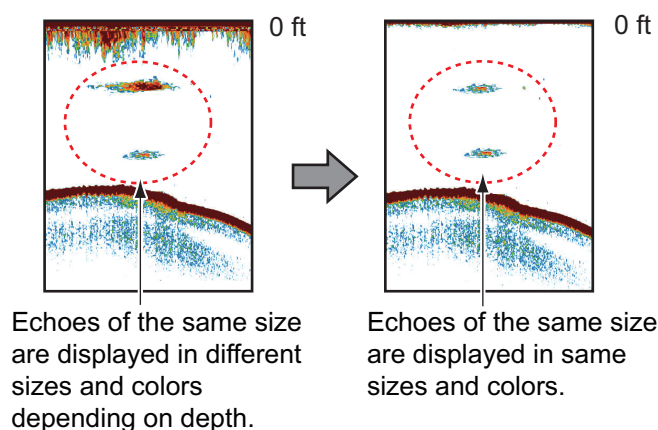 0 ft
0 ft
Echoes of the same size
are displayed in different
sizes and colors
depending on depth.
Echoes of the same size
are displayed in same
sizes and colors.